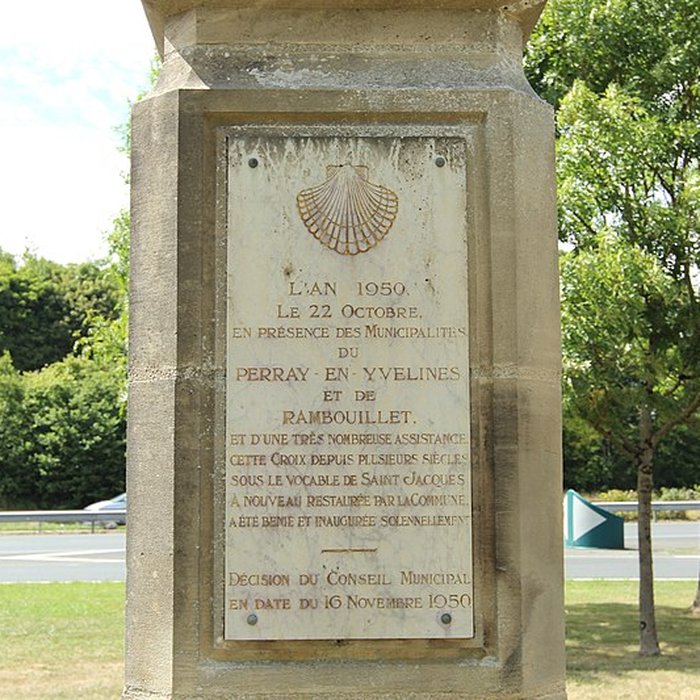 L'AN 1950.
LE 22 OCTOBRE.
EN PRÉSENCE DES MUNICIPALITÉS
DU
PERRAY-EN-YVELINES
ET DE
RAMBOUILLET.
ET D'UNE TRÈS NOMBREUSE ASSISTANCE
CETTE CROIX DEPUIS PLUSIEURS SIÈCLES
SOUS LE VOCABLE DE SAINT JACQUES
À NOUVEAU RESTAURÉE PAR LA COMMUNE
A ÉTÉ BÉNIE ET INAUGURÉE SOLENNELLEMENT
DÉCISION DU CONSEIL MUNICIPAL
EN DATE DU 16 NOVEMBRE 1950